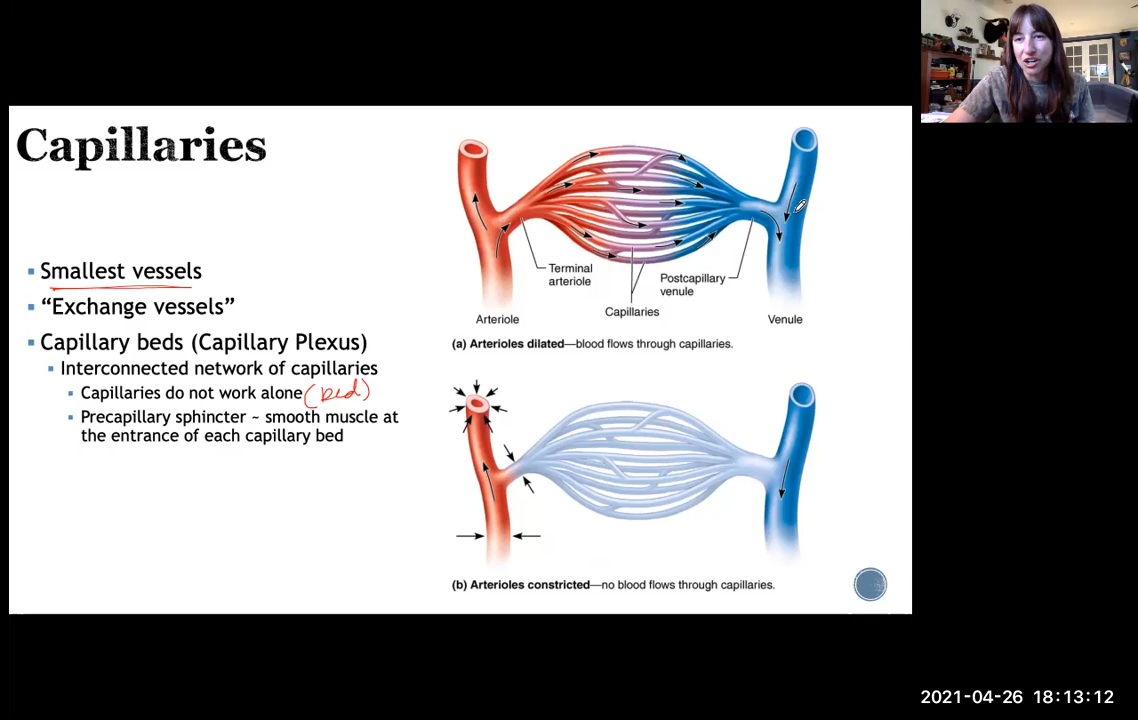 Capillaries
▪ Smallest vessels
▪ “Exchange vessels”
▪ Capillary beds (Capillary Plexus)
▪ Interconnected network of capillaries
▪ Capillaries do not work alone (bed)
▪ Precapillary sphincter ~ smooth muscle at
the entrance of each capillary bed
Terminal
arteriole
Postcapillary
venule
Capillaries
Arteriole
Venule
(a) Arterioles dilated—blood flows through capillaries.
(b) Arterioles constricted—no blood flows through capillaries.
2021-04-26 18:13:12